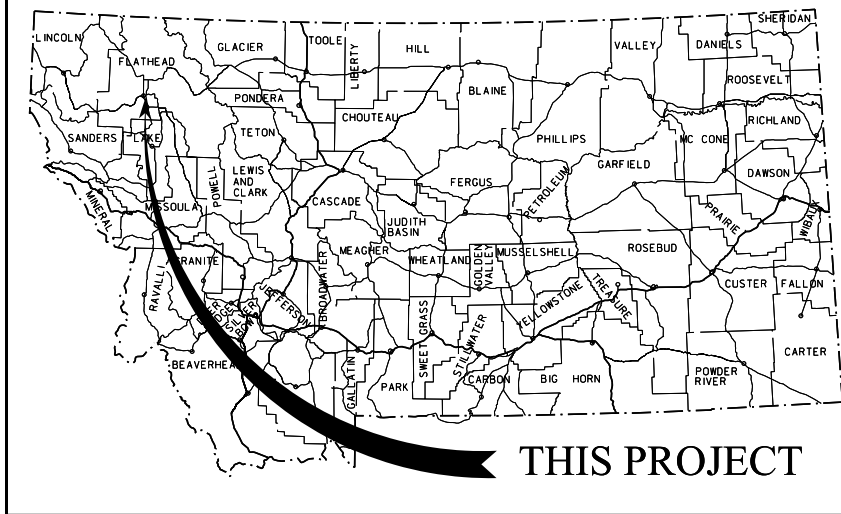 SHERIDAN
LINCOLN
GLACIER
TOOLE
LIBERTY
HILL
VALLEY
DANIELS
FLATHEAD
ROOSEVELT
BLAINE
PONDERA
CHOUTEAU
RICHLAND
TETON
SANDERS
LAKE
PHILLIPS
MC CONE
GARFIELD
DAWSON
LEWIS
AND
CLARK
POWELL
FERGUS
PETROLEUM
CASCADE
MINERAL
MISSOULA
JUDITH
BASIN
PRAIRIE
WIBAUX
MEAGHER
WHEATLAND
GOLDEN
VALLEY
MUSSELSHELL
ROSEBUD
GRANITE
BROADWATER
JEFFERSON
RAVALLI
TREASURE
CUSTER
FALLON
YELLOWSTONE
SWEET GRASS
STILLWATER
CARTER
BEAVERHEA
GALLATIN
PARK
CARBON
BIG HORN
POWDER
RIVER
THIS PROJECT